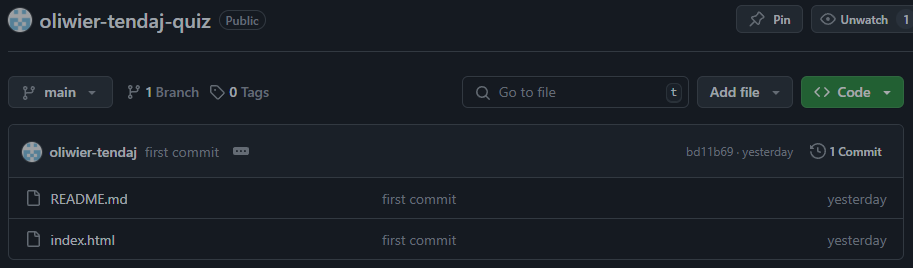 oliwier-tendaj-quiz Public Pin Unwatch 1
main 1 Branch 0 Tags Go to file t Add file Code
oliwier-tendaj first commit bd11b69 · yesterday 1 Commit
README.md first commit yesterday
index.html first commit yesterday